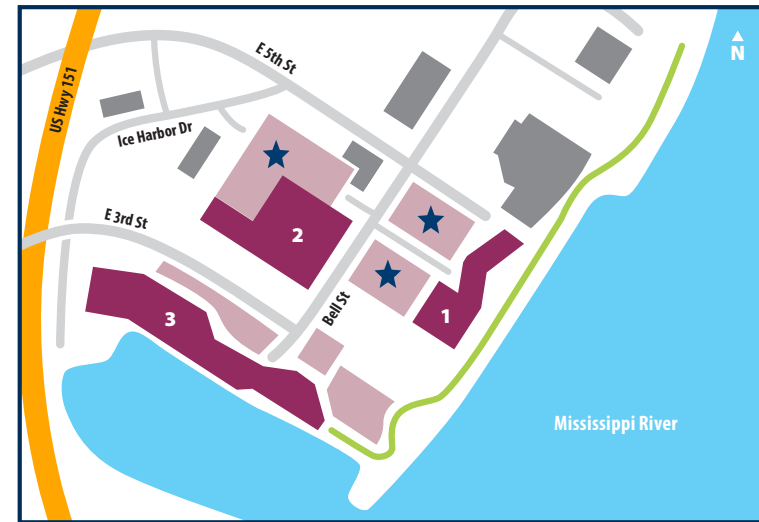 E 5th St
N
US Hwy 151
Ice Harbor Dr
E 3rd St
2
Bell St
1
3
Mississippi River